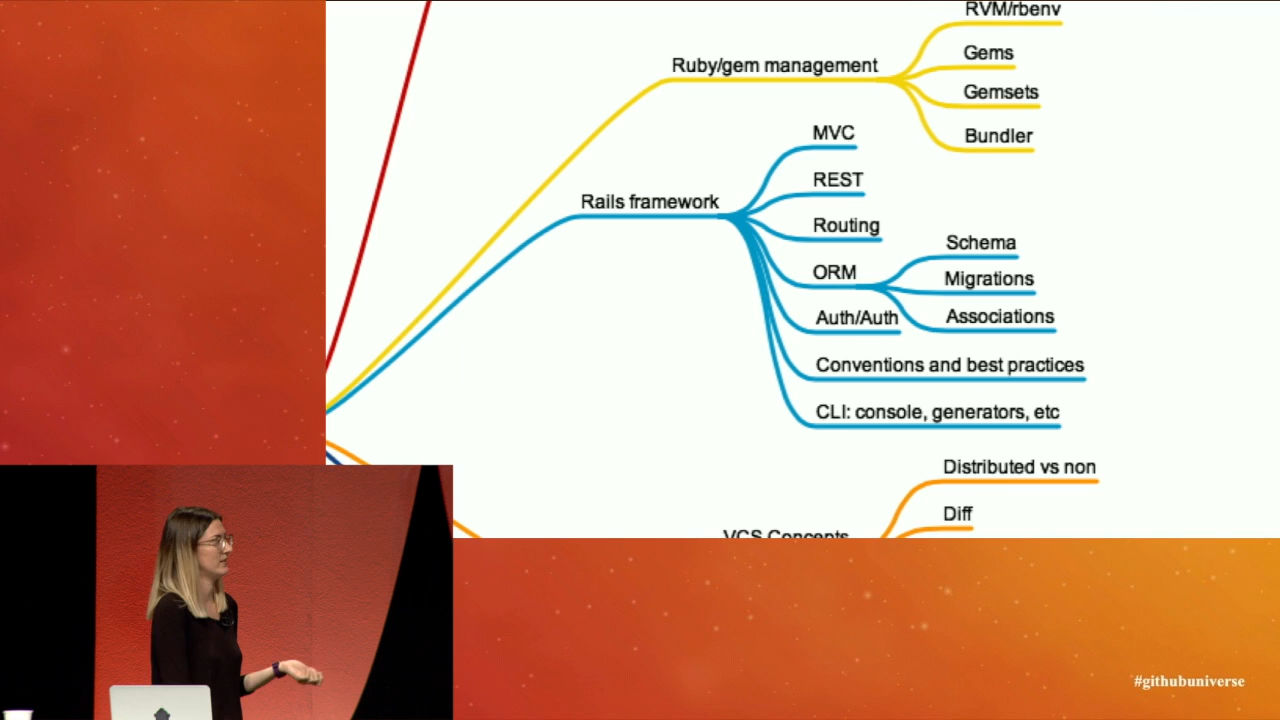 RVM/rbenv
Ruby/gem management
Gems
Gemsets
Bundler
MVC
REST
Rails framework
Routing
Schema
ORM
Migrations
Associations
Auth/Auth
Conventions and best practices
CLI: console, generators, etc
Distributed vs non
Diff
VCS Concepts
#githubuniverse